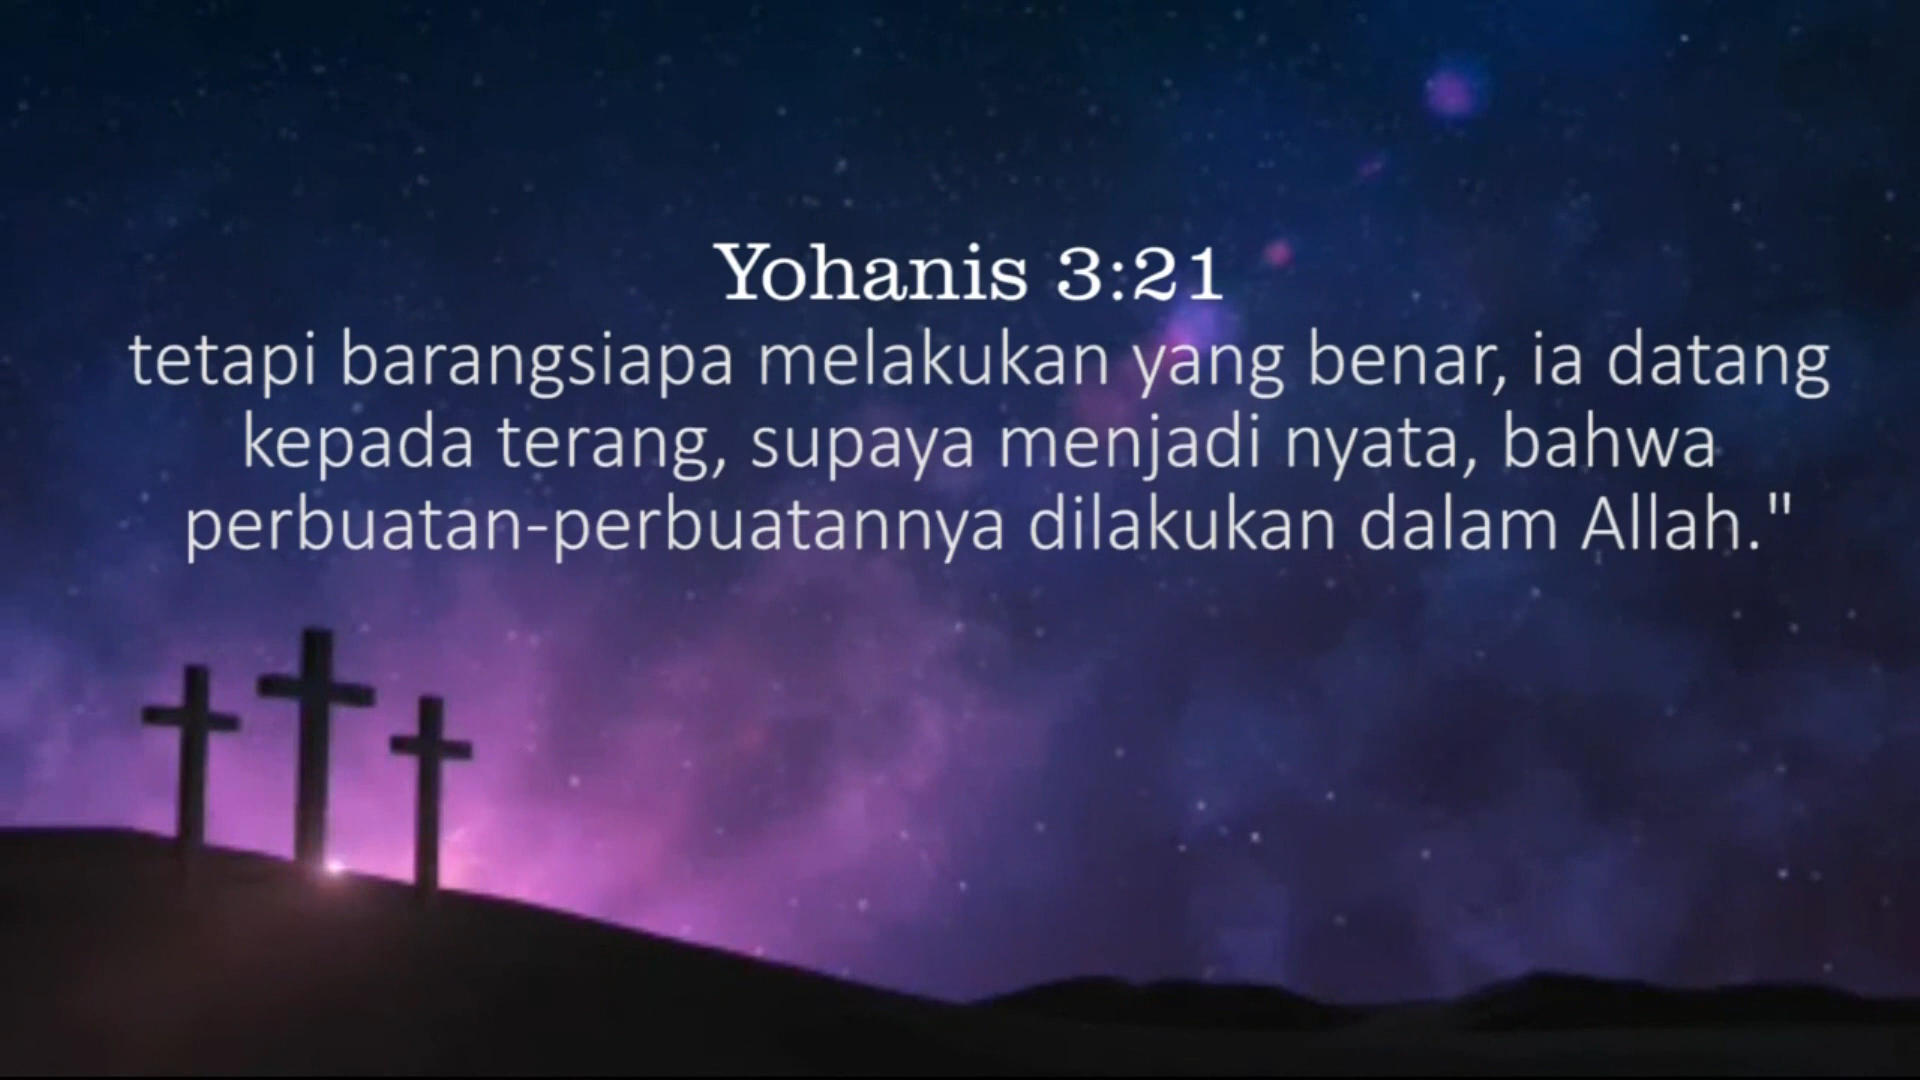 Yohanis 3:21
tetapi barangsiapa melakukan yang benar, ia datang
kepada terang, supaya menjadi nyata, bahwa
perbuatan-perbuatannya dilakukan dalam Allah."